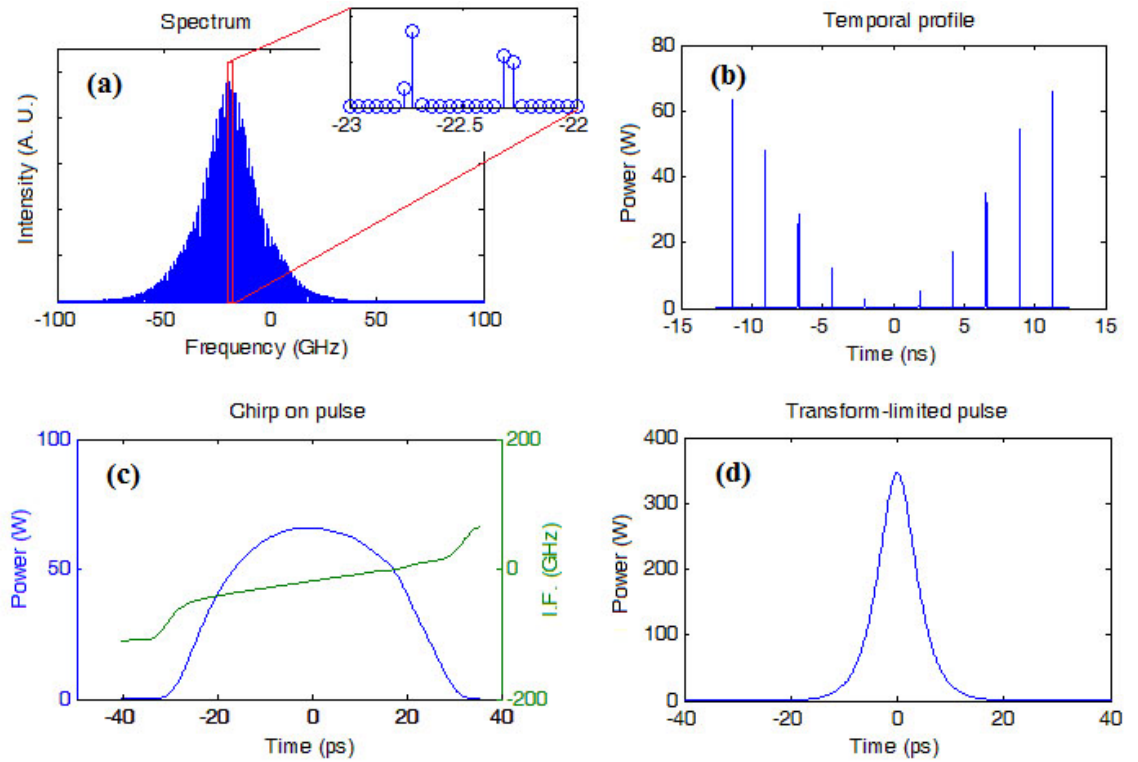 Spectrum
(a)
Intensity (A. U.)
-100 -50 0 50 100
Frequency (GHz)
-23 -22.5 -22
Temporal profile
(b)
Power (W)
80
60
40
20
0
-15 -10 -5 0 5 10 15
Time (ns)
Chirp on pulse
(c)
Power (W)
100
50
0
200
0
-200
I.F. (GHz)
-40 -20 0 20 40
Time (ps)
Transform-limited pulse
(d)
Power (W)
400
300
200
100
0
-40 -20 0 20 40
Time (ps)